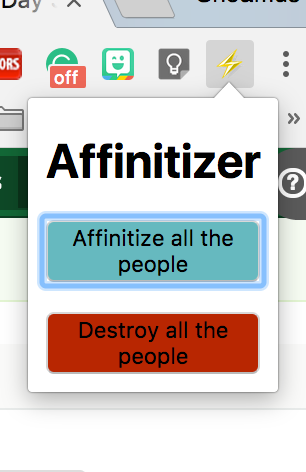 Day
ORS
off
»
Affinitizer
?
Affinitize all the
people
Destroy all the
people